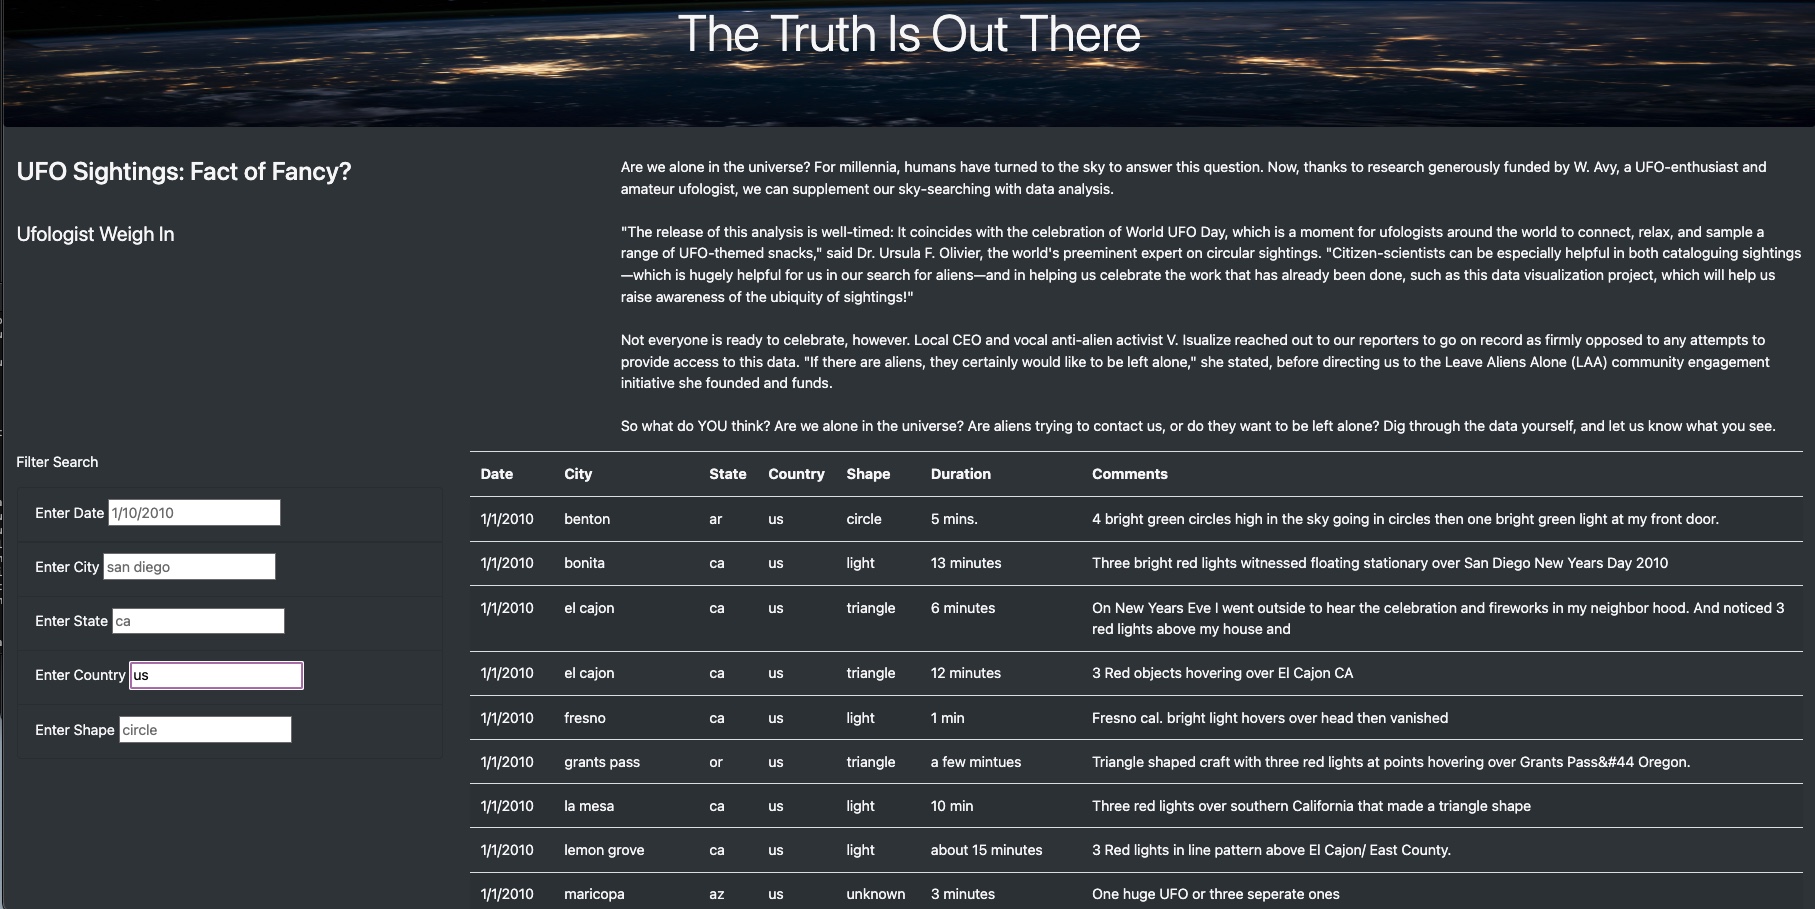 The Truth Is Out There
UFO Sightings: Fact of Fancy?
Ufologist Weigh In
Are we alone in the universe? For millennia, humans have turned to the sky to answer this question. Now, thanks to research generously funded by W. Avy, a UFO-enthusiast and
amateur ufologist, we can supplement our sky-searching with data analysis.
"The release of this analysis is well-timed: It coincides with the celebration of World UFO Day, which is a moment for ufologists around the world to connect, relax, and sample a
range of UFO-themed snacks," said Dr. Ursula F. Olivier, the world's preeminent expert on circular sightings. "Citizen-scientists can be especially helpful in both cataloguing sightings
—which is hugely helpful for us in our search for aliens—and in helping us celebrate the work that has already been done, such as this data visualization project, which will help us
raise awareness of the ubiquity of sightings!"
Not everyone is ready to celebrate, however. Local CEO and vocal anti-alien activist V. Isualize reached out to our reporters to go on record as firmly opposed to any attempts to
provide access to this data. "If there are aliens, they certainly would like to be left alone," she stated, before directing us to the Leave Aliens Alone (LAA) community engagement
initiative she founded and funds.
So what do YOU think? Are we alone in the universe? Are aliens trying to contact us, or do they want to be left alone? Dig through the data yourself, and let us know what you see.
Filter Search
Enter Date 1/10/2010
Enter City san diego
Enter State ca
Enter Country us
Enter Shape circle
Date City State Country Shape Duration Comments
1/1/2010 benton ar us circle 5 mins. 4 bright green circles high in the sky going in circles then one bright green light at my front door.
1/1/2010 bonita ca us light 13 minutes Three bright red lights witnessed floating stationary over San Diego New Years Day 2010
1/1/2010 el cajon ca us triangle 6 minutes On New Years Eve I went outside to hear the celebration and fireworks in my neighbor hood. And noticed 3
red lights above my house and
1/1/2010 el cajon ca us triangle 12 minutes 3 Red objects hovering over El Cajon CA
1/1/2010 fresno ca us light 1 min Fresno cal. bright light hovers over head then vanished
1/1/2010 grants pass or us triangle a few mintues Triangle shaped craft with three red lights at points hovering over Grants Pass&#44 Oregon.
1/1/2010 la mesa ca us light 10 min Three red lights over southern California that made a triangle shape
1/1/2010 lemon grove ca us light about 15 minutes 3 Red lights in line pattern above El Cajon/ East County.
1/1/2010 maricopa az us unknown 3 minutes One huge UFO or three seperate ones